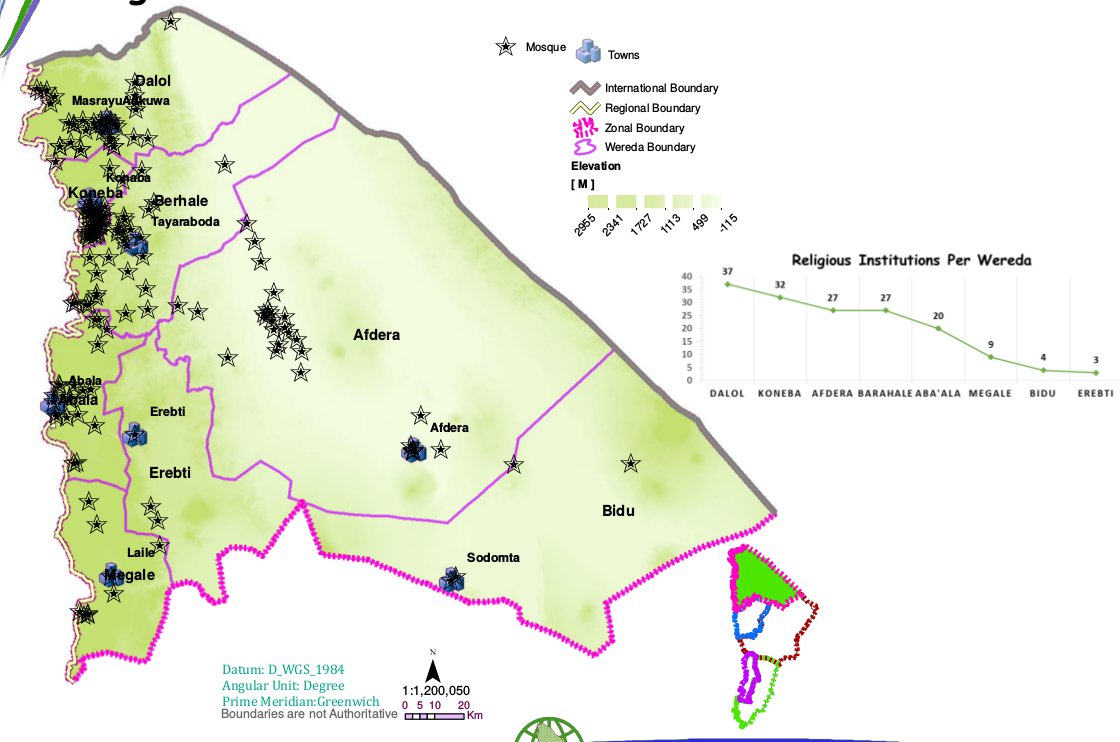 Mosque
Towns
International Boundary
Regional Boundary
Zonal Boundary
Wereda Boundary
Elevation
[ M ]
2955 2341 1727 1113 499 -115
Dalol
Konaba
Koneba
Berhale
Tayaraboda
Afdera
Abala
Erebti
Afdera
Erebti
Bidu
Laile
Megale
Sodomta
Religious Institutions Per Wereda
40
35
30
25
20
15
10
5
0
37 32 27 27 20 9 4 3
DALOL KONEBA AFDERA BARAHALE ABA'ALA MEGALE BIDU EREBTI
Datum: D_WGS_1984
Angular Unit: Degree
Prime Meridian:Greenwich
Boundaries are not Authoritative
N
1:1,200,050
0 5 10 20
Km